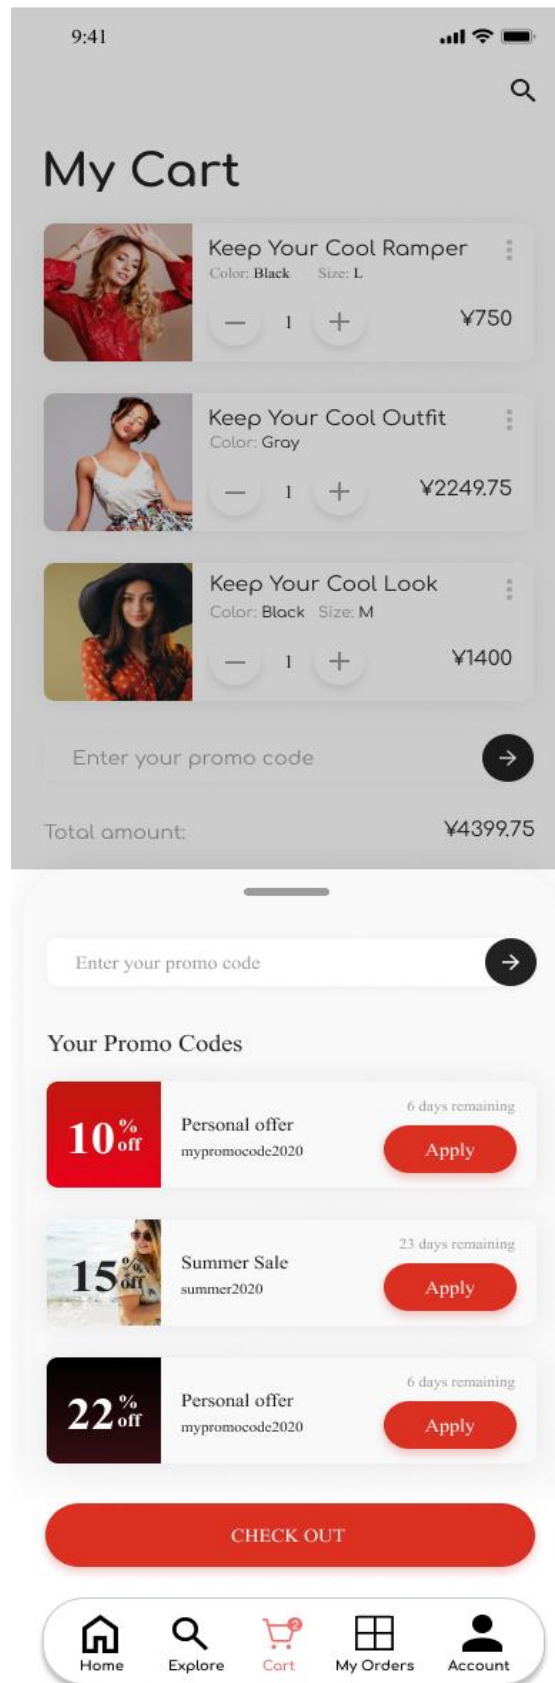 9:41
My Cart
Keep Your Cool Ramper
Color: Black Size: L
1
¥750
Keep Your Cool Outfit
Color: Gray
1
¥2249.75
Keep Your Cool Look
Color: Black Size: M
1
¥1400
Enter your promo code
Total amount:
¥4399.75
Enter your promo code
Your Promo Codes
10% off
Personal offer
mypromocode2020
6 days remaining
Apply
15% off
Summer Sale
summer2020
23 days remaining
Apply
22% off
Personal offer
mypromocode2020
6 days remaining
Apply
CHECK OUT
2
Home Explore Cart My Orders Account